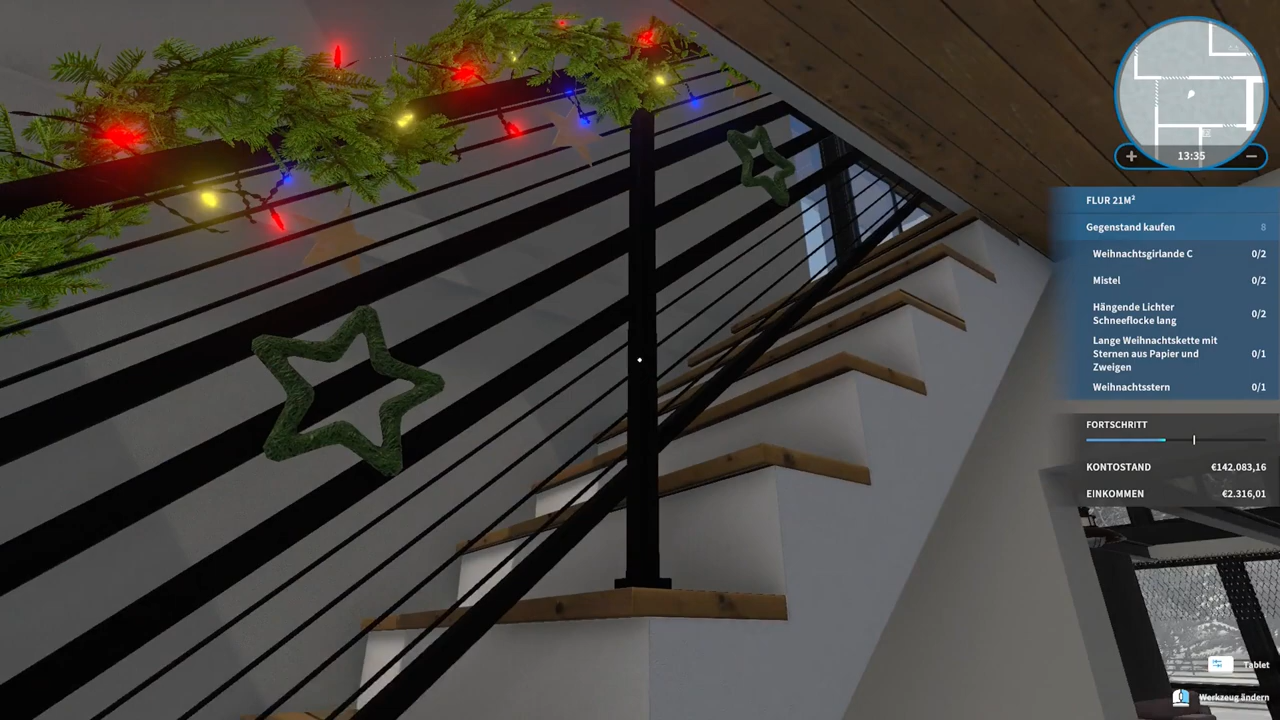 13:35
FLUR 21M²
Gegenstand kaufen 8
Weihnachtsgirlande C 0/2
Mistel 0/2
Hängende Lichter
Schneeflocke lang 0/2
Lange Weihnachtskette mit
Sternen aus Papier und 0/1
Zweigen
Weihnachtsstern 0/1
FORTSCHRITT
KONTOSTAND €142.083,16
EINKOMMEN €2.316,01
Tablet
Werkzeug ändern